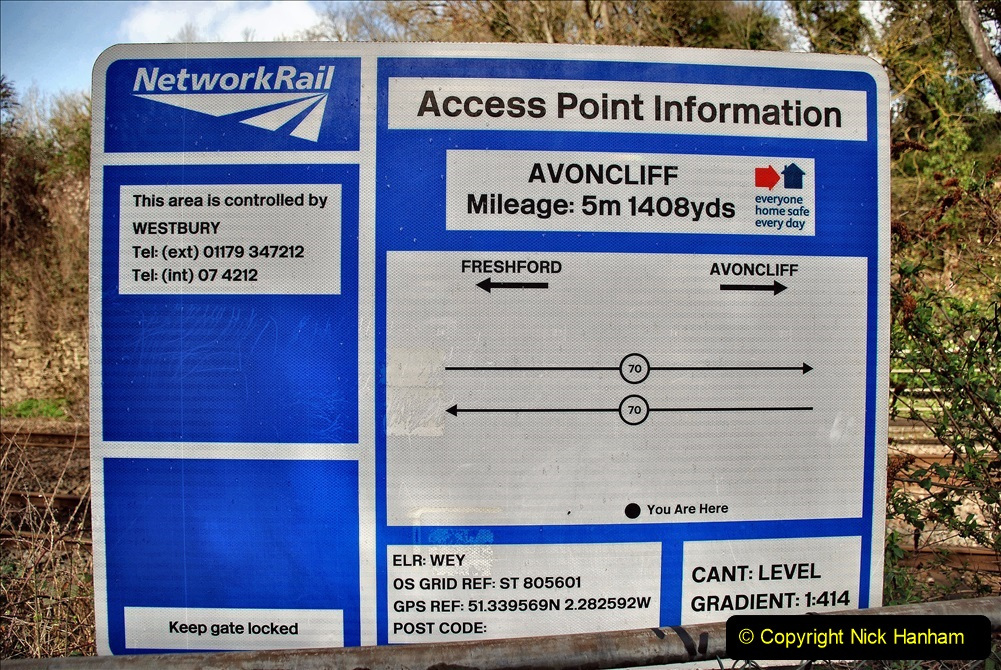 NetworkRail
Access Point Information
This area is controlled by
WESTBURY
Tel: (ext) 01179 347212
Tel: (int) 07 4212
AVONCLIFF
Mileage: 5m 1408yds
everyone
home safe
every day
FRESHFORD
AVONCLIFF
70
70
You Are Here
Keep gate locked
ELR: WEY
OS GRID REF: ST 805601
GPS REF: 51.339569N 2.282592W
POST CODE:
CANT: LEVEL
GRADIENT: 1:414
© Copyright Nick Hanham